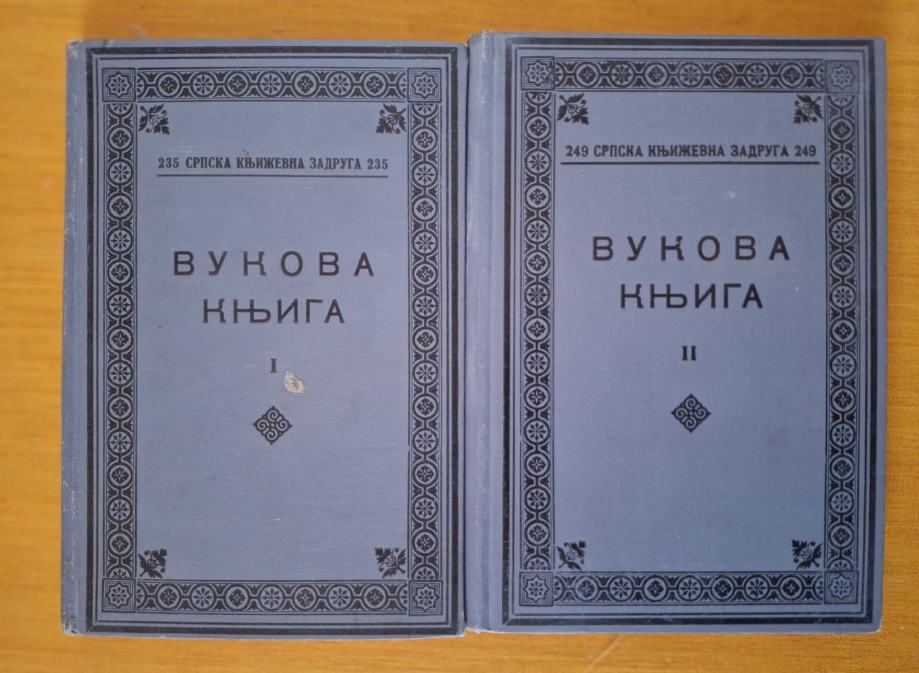 235 СРПСКА КЊИЖЕВНА ЗАДРУГА 235
ВУКОВА
КЊИГА
I
249 СРПСКА КЊИЖЕВНА ЗАДРУГА 249
ВУКОВА
КЊИГА
II